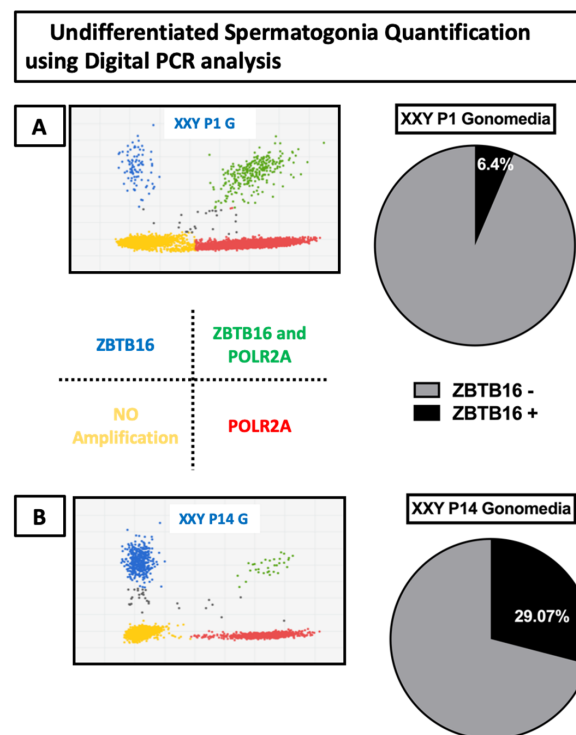 Undifferentiated Spermatogonia Quantification
using Digital PCR analysis
A
XXY P1 G
XXY P1 Gonomedia
6.4%
ZBTB16
ZBTB16 and
POLR2A
NO
Amplification
POLR2A
ZBTB16 -
ZBTB16 +
B
XXY P14 G
XXY P14 Gonomedia
29.07%